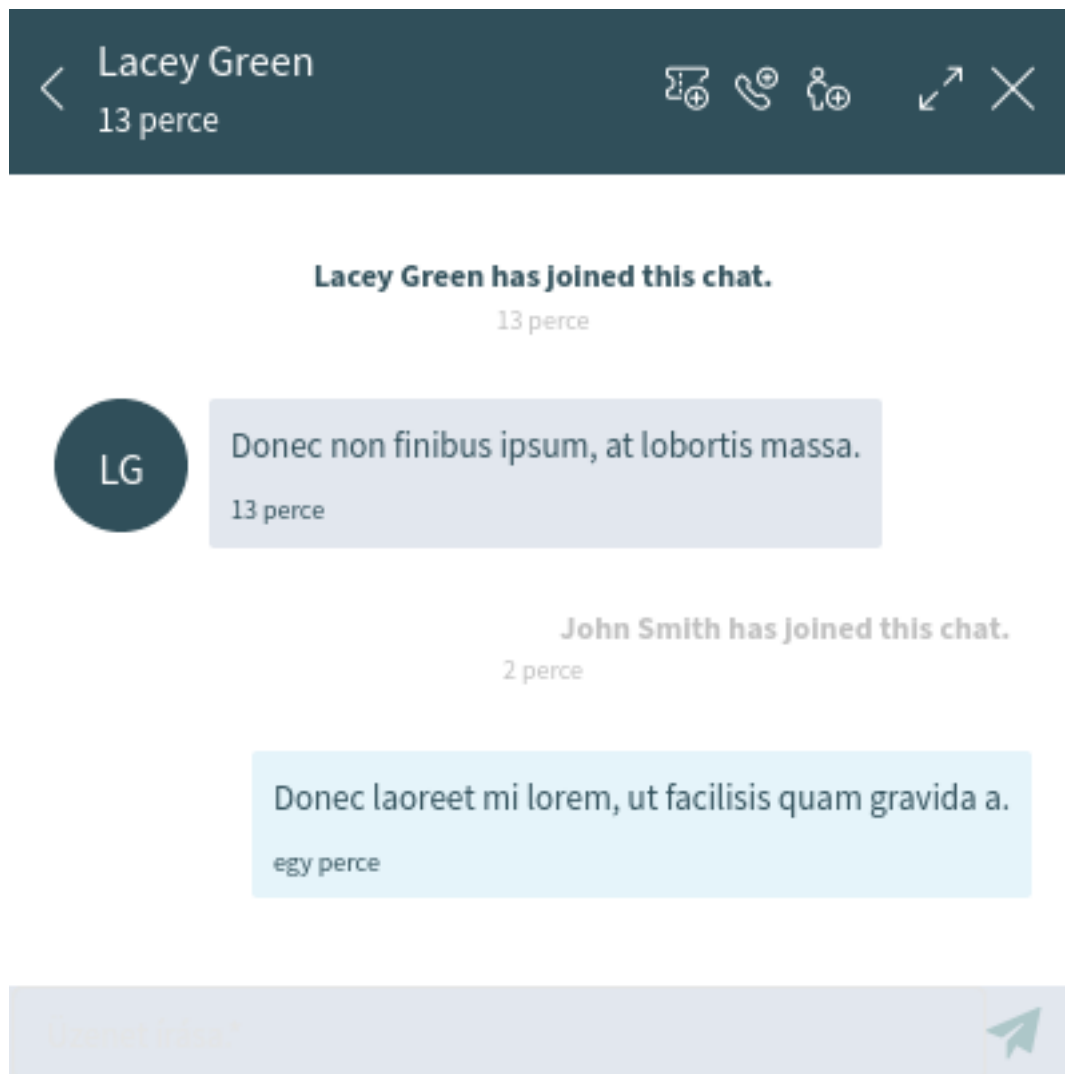 Lacey Green
13 perce
Lacey Green has joined this chat.
13 perce
LG
Donec non finibus ipsum, at lobortis massa.
13 perce
John Smith has joined this chat.
2 perce
Donec laoreet mi lorem, ut facilisis quam gravida a.
egy perce